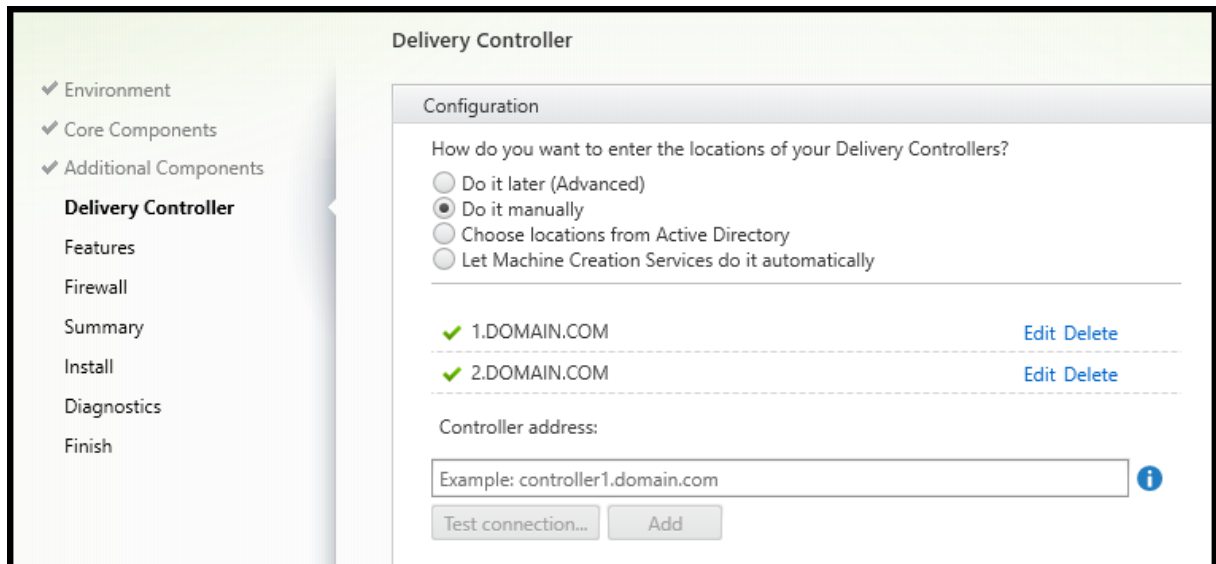 Delivery Controller
Environment
Core Components
Additional Components
Delivery Controller
Features
Firewall
Summary
Install
Diagnostics
Finish
Configuration
How do you want to enter the locations of your Delivery Controllers?
Do it later (Advanced)
Do it manually
Choose locations from Active Directory
Let Machine Creation Services do it automatically
1.DOMAIN.COM Edit Delete
2.DOMAIN.COM Edit Delete
Controller address:
Example: controller1.domain.com
Test connection... Add